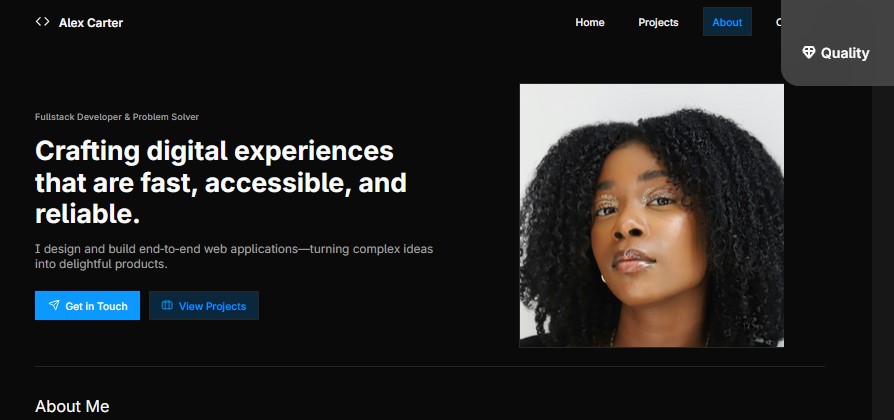 Alex Carter
Home
Projects
About
Quality
Fullstack Developer & Problem Solver
Crafting digital experiences
that are fast, accessible, and
reliable.
I design and build end-to-end web applications—turning complex ideas
into delightful products.
Get in Touch
View Projects
About Me